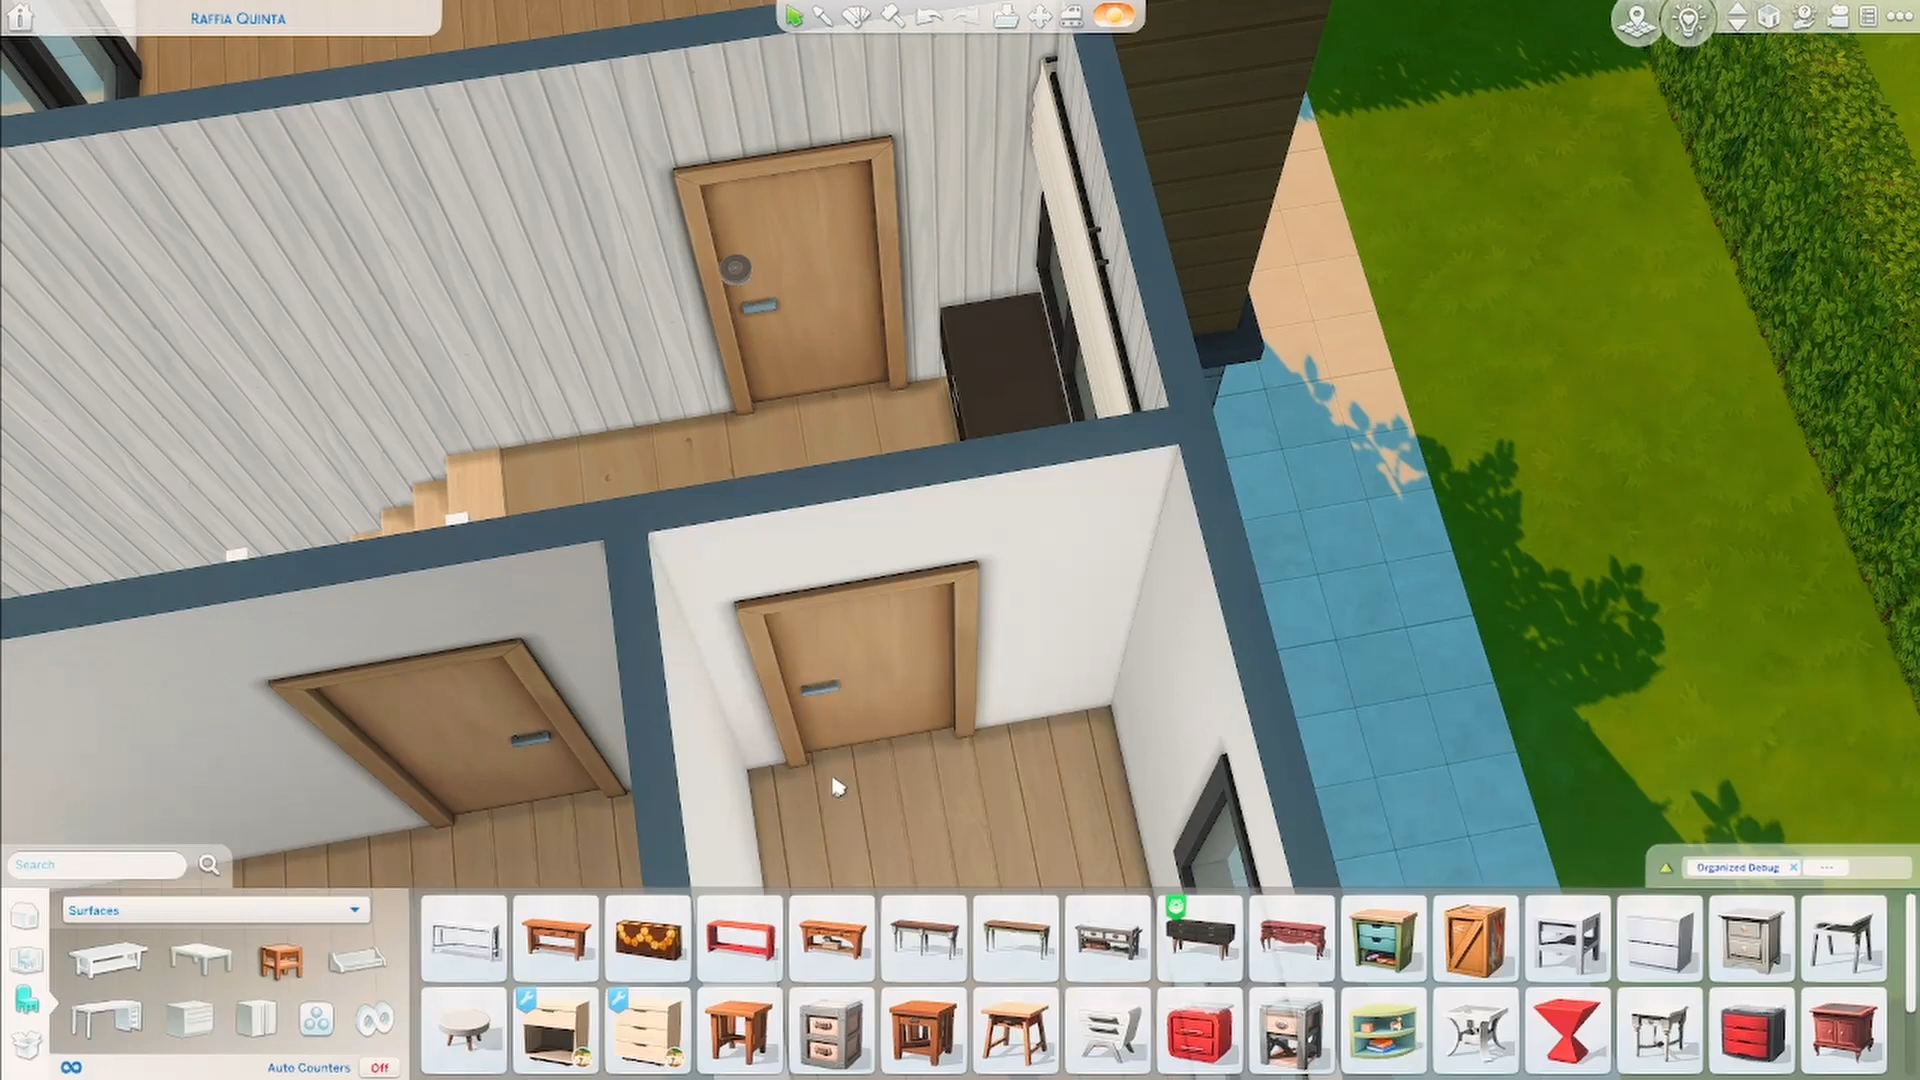 RAFFIA QUINTA
Search
Organized Debug
Surfaces
Auto Counters Off